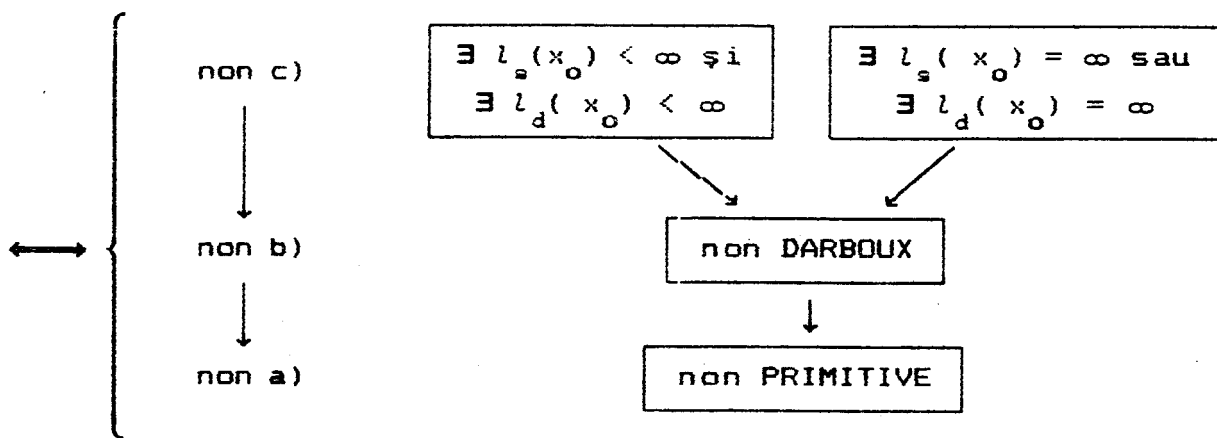 non c)
∃ l_s(x_o) < ∞ şi
∃ l_d( x_o) < ∞
∃ l_s( x_o) = ∞ sau
∃ l_d( x_o) = ∞
non b)
non DARBOUX
non a)
non PRIMITIVE